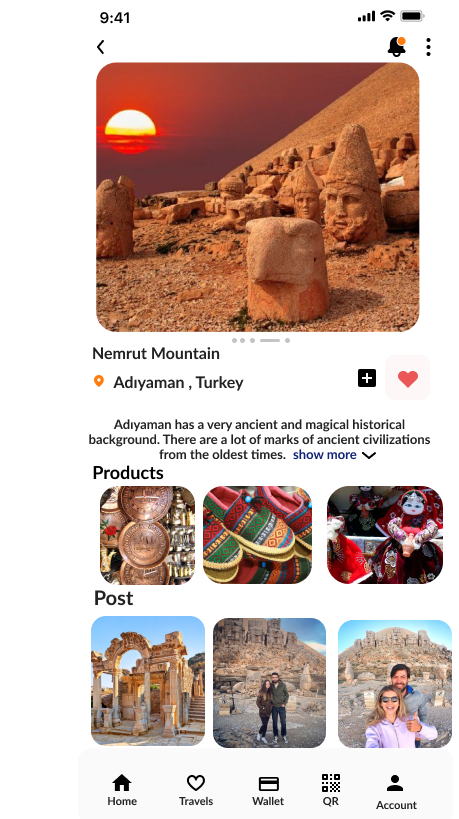 9:41
Nemrut Mountain
Adıyaman , Turkey
Adıyaman has a very ancient and magical historical
background. There are a lot of marks of ancient civilizations
from the oldest times. show more
Products
Post
Home
Travels
Wallet
QR
Account